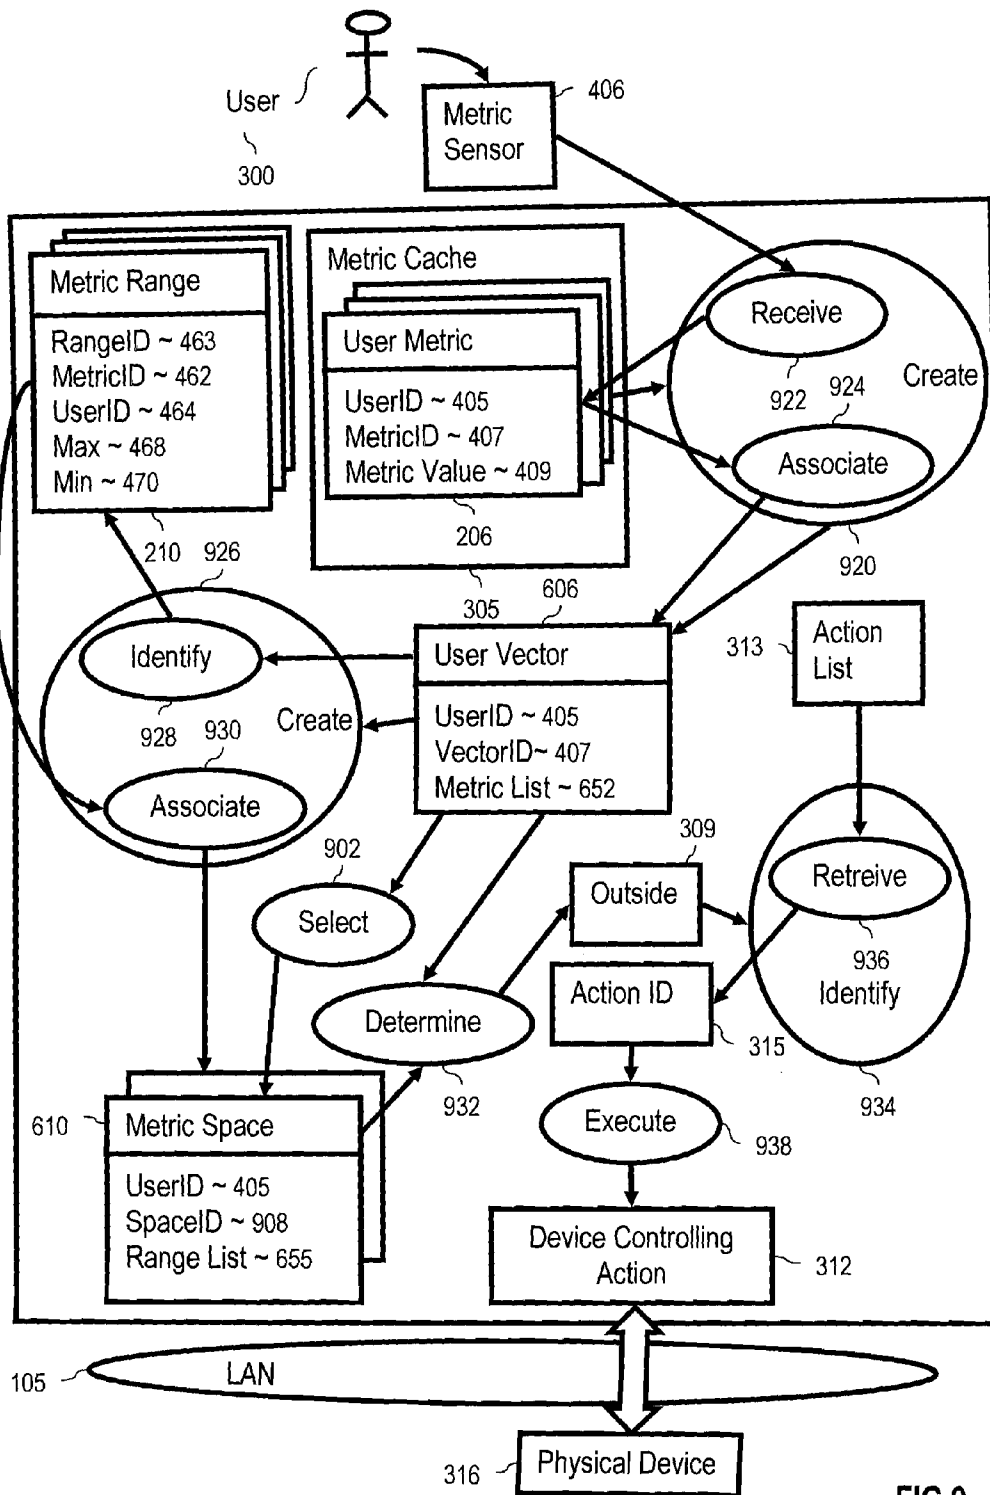 User
300
Metric
Sensor
406
Metric Range
RangeID ~ 463
MetricID ~ 462
UserID ~ 464
Max ~ 468
Min ~ 470
210
Metric Cache
User Metric
UserID ~ 405
MetricID ~ 407
Metric Value ~ 409
206
305
Receive
922
924
Create
Associate
920
926
Identify
928
930
Create
Associate
606
User Vector
UserID ~ 405
VectorID~ 407
Metric List ~ 652
313
Action
List
902
Select
309
Outside
Retreive
936
Identify
934
Determine
932
Action ID
315
Execute
938
610
Metric Space
UserID ~ 405
SpaceID ~ 908
Range List ~ 655
Device Controlling
Action
312
105
LAN
316
Physical Device
FIG 9